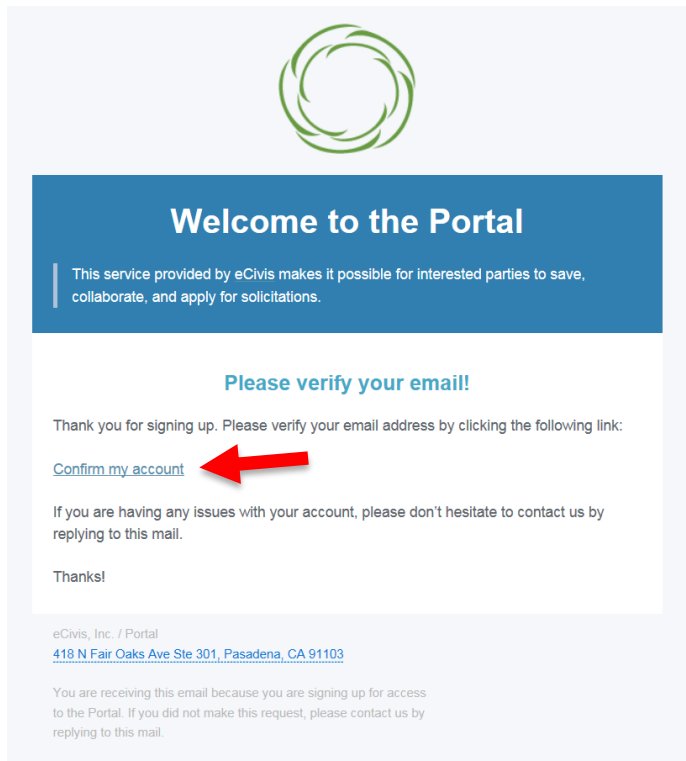 Welcome to the Portal
This service provided by eCivis makes it possible for interested parties to save,
collaborate, and apply for solicitations.
Please verify your email!
Thank you for signing up. Please verify your email address by clicking the following link:
Confirm my account
If you are having any issues with your account, please don’t hesitate to contact us by
replying to this mail.
Thanks!
eCivis, Inc. / Portal
418 N Fair Oaks Ave Ste 301, Pasadena, CA 91103
You are receiving this email because you are signing up for access
to the Portal. If you did not make this request, please contact us by
replying to this mail.